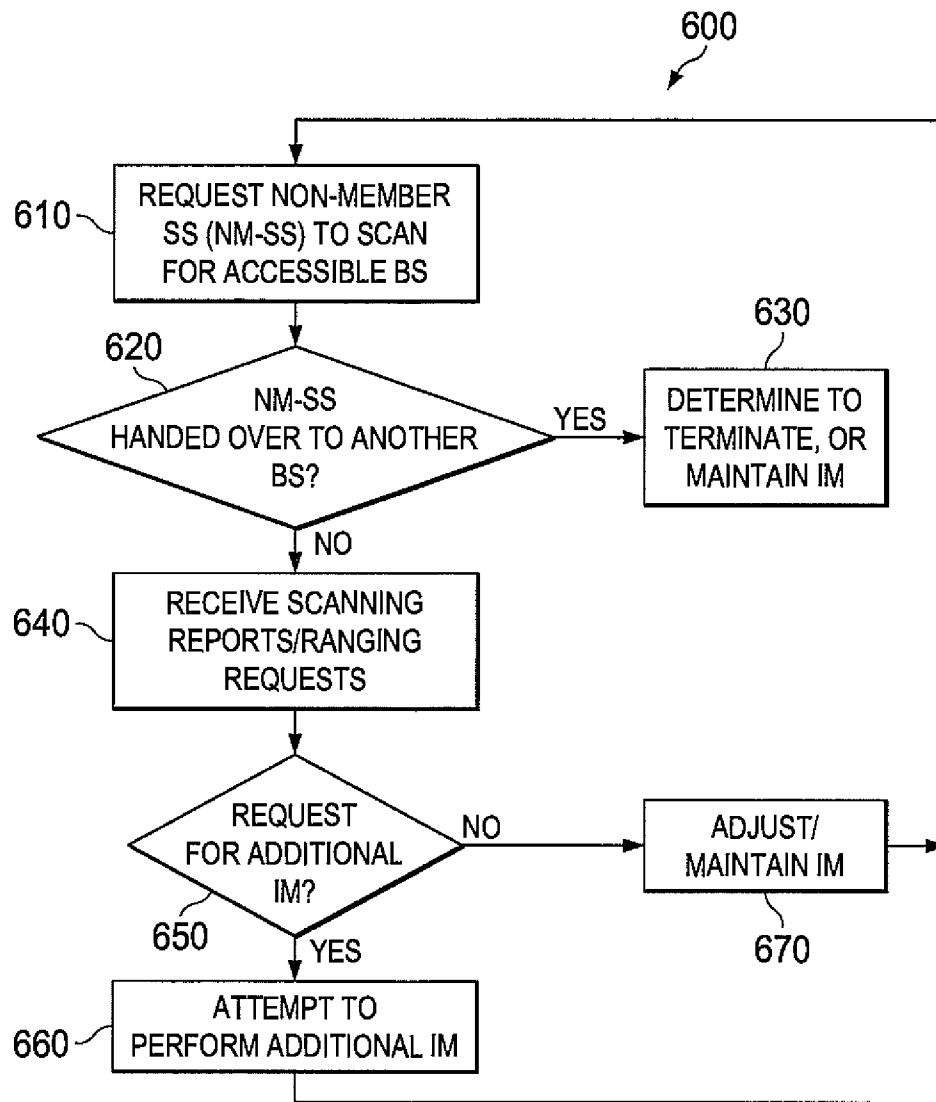 600
610
REQUEST NON-MEMBER
SS (NM-SS) TO SCAN
FOR ACCESSIBLE BS
620
NM-SS
HANDED OVER TO ANOTHER
BS?
YES
630
DETERMINE TO
TERMINATE, OR
MAINTAIN IM
NO
640
RECEIVE SCANNING
REPORTS/RANGING
REQUESTS
REQUEST
FOR ADDITIONAL
IM?
650
NO
ADJUST/
MAINTAIN IM
670
YES
660
ATTEMPT TO
PERFORM ADDITIONAL IM